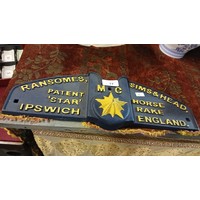 RANSOMES,
PATENT
'STAR'
IPSWICH
M C
SIMS & HEAD,
HORSE
RAKE
ENGLAND.